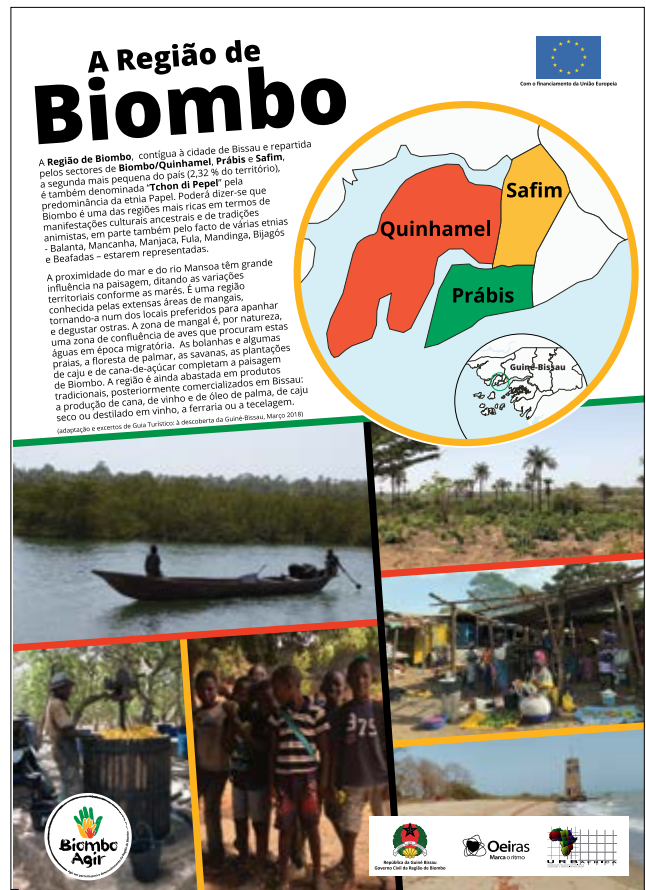 A Região de
Biombo
Com o financiamento da União Europeia
A Região de Biombo, contígua à cidade de Bissau e repartida
pelos sectores de Biombo/Quinhamel, Prábis e Safim,
a segunda mais pequena do país (2,32 % do território),
é também denominada “Tchon di Pepel” pela
predominância da etnia Papel. Poderá dizer-se que
Biombo é uma das regiões mais ricas em termos de
manifestações culturais ancestrais e de tradições
animistas, em parte também pelo facto de várias etnias
- Balanta, Mancanha, Manjaca, Fula, Mandinga, Bijagós
e Beafadas – estarem representadas.
A proximidade do mar e do rio Mansoa têm grande
influência na paisagem, ditando as variações
territoriais conforme as marés. É uma região
conhecida pelas extensas áreas de mangais,
tornando-a num dos locais preferidos para apanhar
e degustar ostras. A zona de mangal é, por natureza,
uma zona de confluência de aves que procuram estas
águas em época migratória. As bolanhas e algumas
praias, a floresta de palmar, as savanas, as plantações
de caju e de cana-de-açúcar completam a paisagem
de Biombo. A região é ainda abastada em produtos
tradicionais, posteriormente comercializados em Bissau:
a produção de cana, de vinho e de óleo de palma, de caju
seco ou destilado em vinho, a ferraria ou a tecelagem.
(adaptação e excertos de Guia Turístico: à descoberta da Guiné-Bissau, Março 2018)
Safim
Quinhamel
Prábis
Guiné-Bissau
375
Biombo
Agir
República da Guiné Bissau
Governo Civil da Região de Biombo
Oeiras
Marca o ritmo
URBÁFRICA